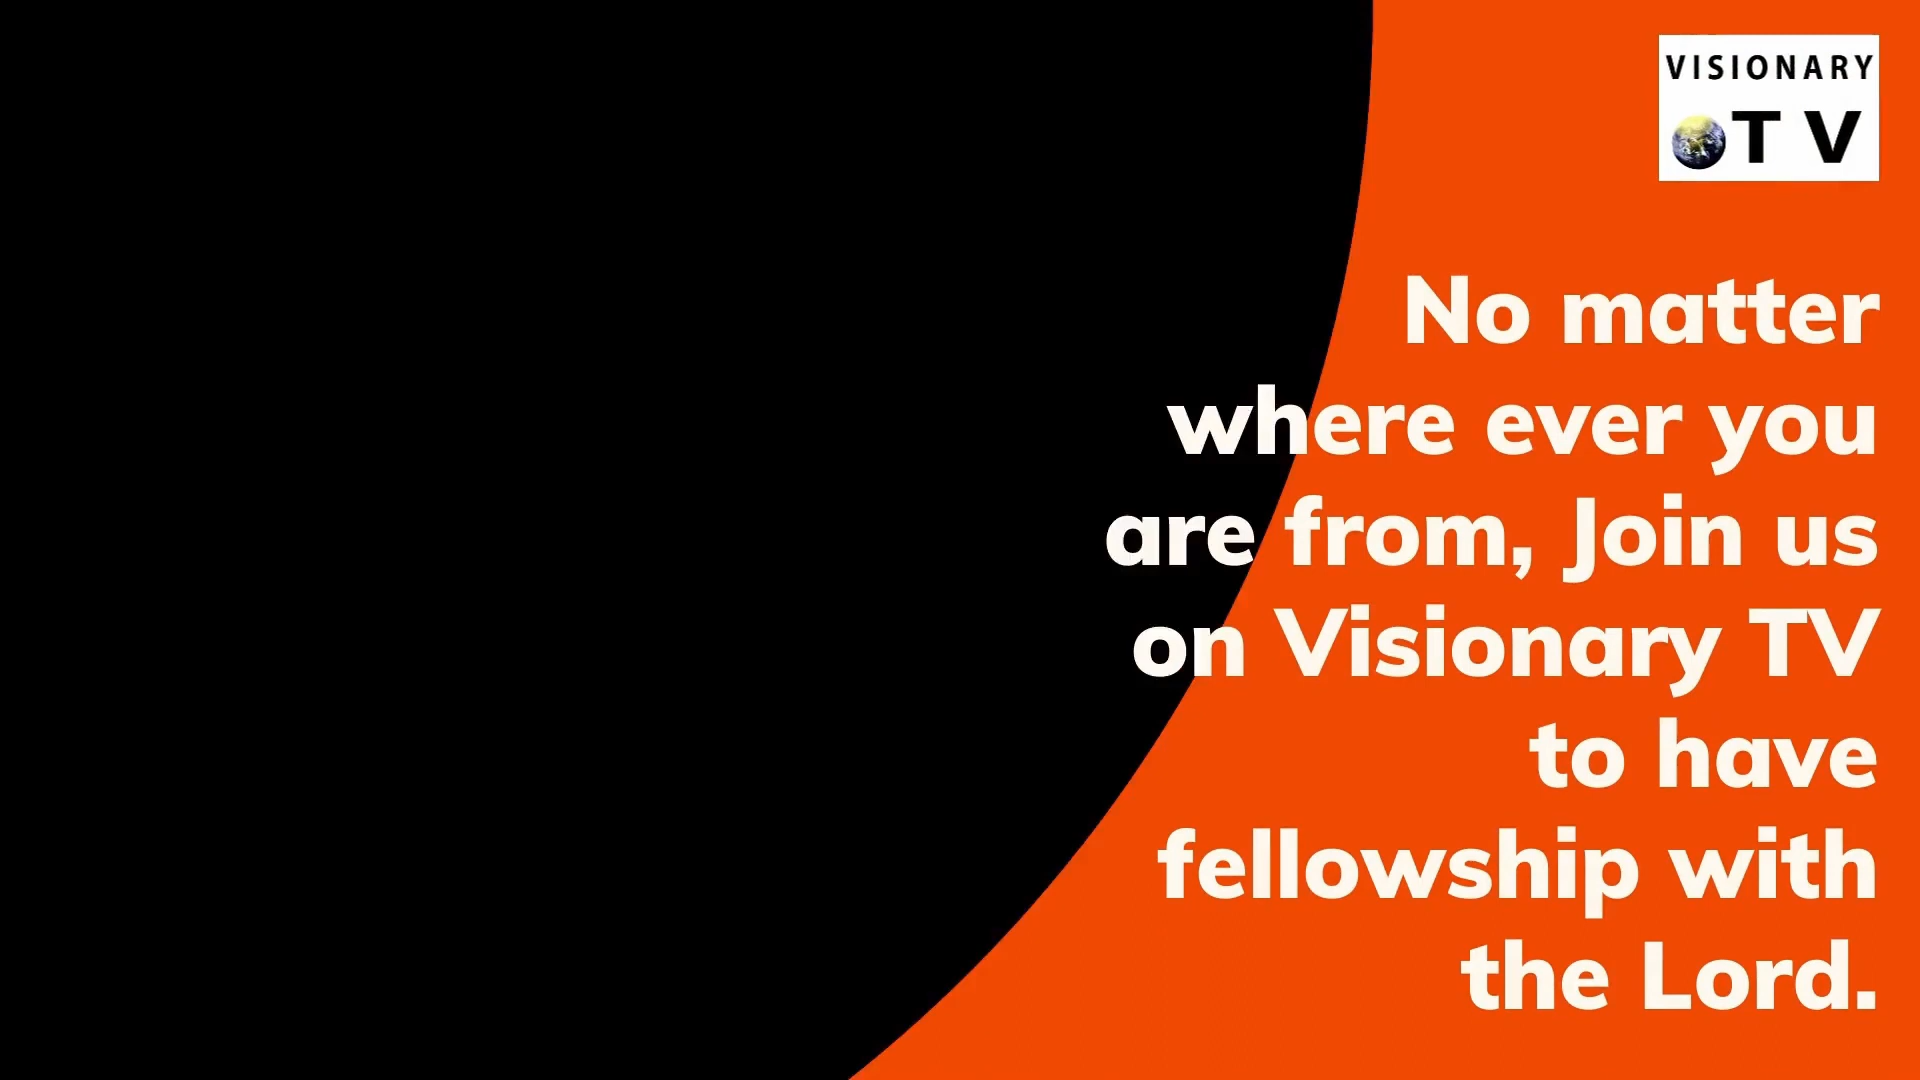 VISIONARY
TV
No matter
where ever you
are from, Join us
on Visionary TV
to have
fellowship with
the Lord.